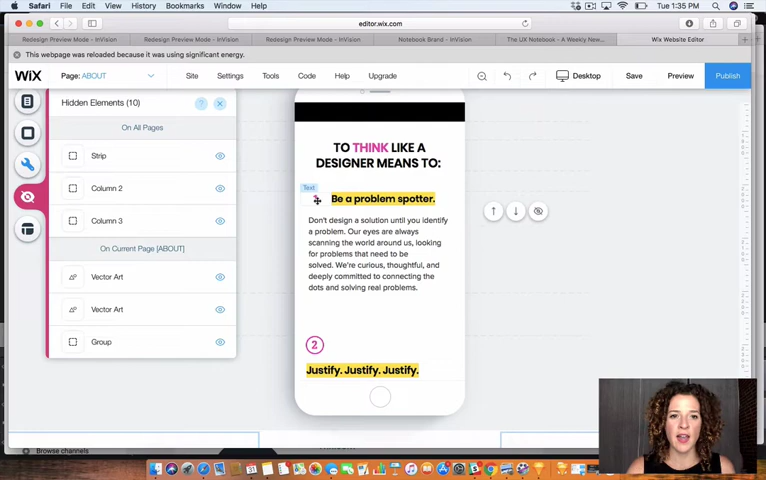 Safari File Edit View History Bookmarks Window Help
Tue 1:35 PM
editor.wix.com
Redesign Preview Mode - InVision
Redesign Preview Mode - InVision
Redesign Preview Mode - InVision
Notebook Brand - InVision
The UX Notebook - A Weekly New...
Wix Website Editor
This webpage was reloaded because it was using significant energy.
WiX
Page: ABOUT
Site
Settings
Tools
Code
Help
Upgrade
Desktop
Save
Preview
Publish
Hidden Elements (10)
?
On All Pages
Strip
Column 2
Column 3
On Current Page [ABOUT]
Vector Art
Vector Art
Group
TO THINK LIKE A
DESIGNER MEANS TO:
Text
Be a problem spotter.
Don't design a solution until you identify
a problem. Our eyes are always
scanning the world around us, looking
for problems that need to be
solved. We're curious, thoughtful, and
deeply committed to connecting the
dots and solving real problems.
2
Justify. Justify. Justify.
Browse channels